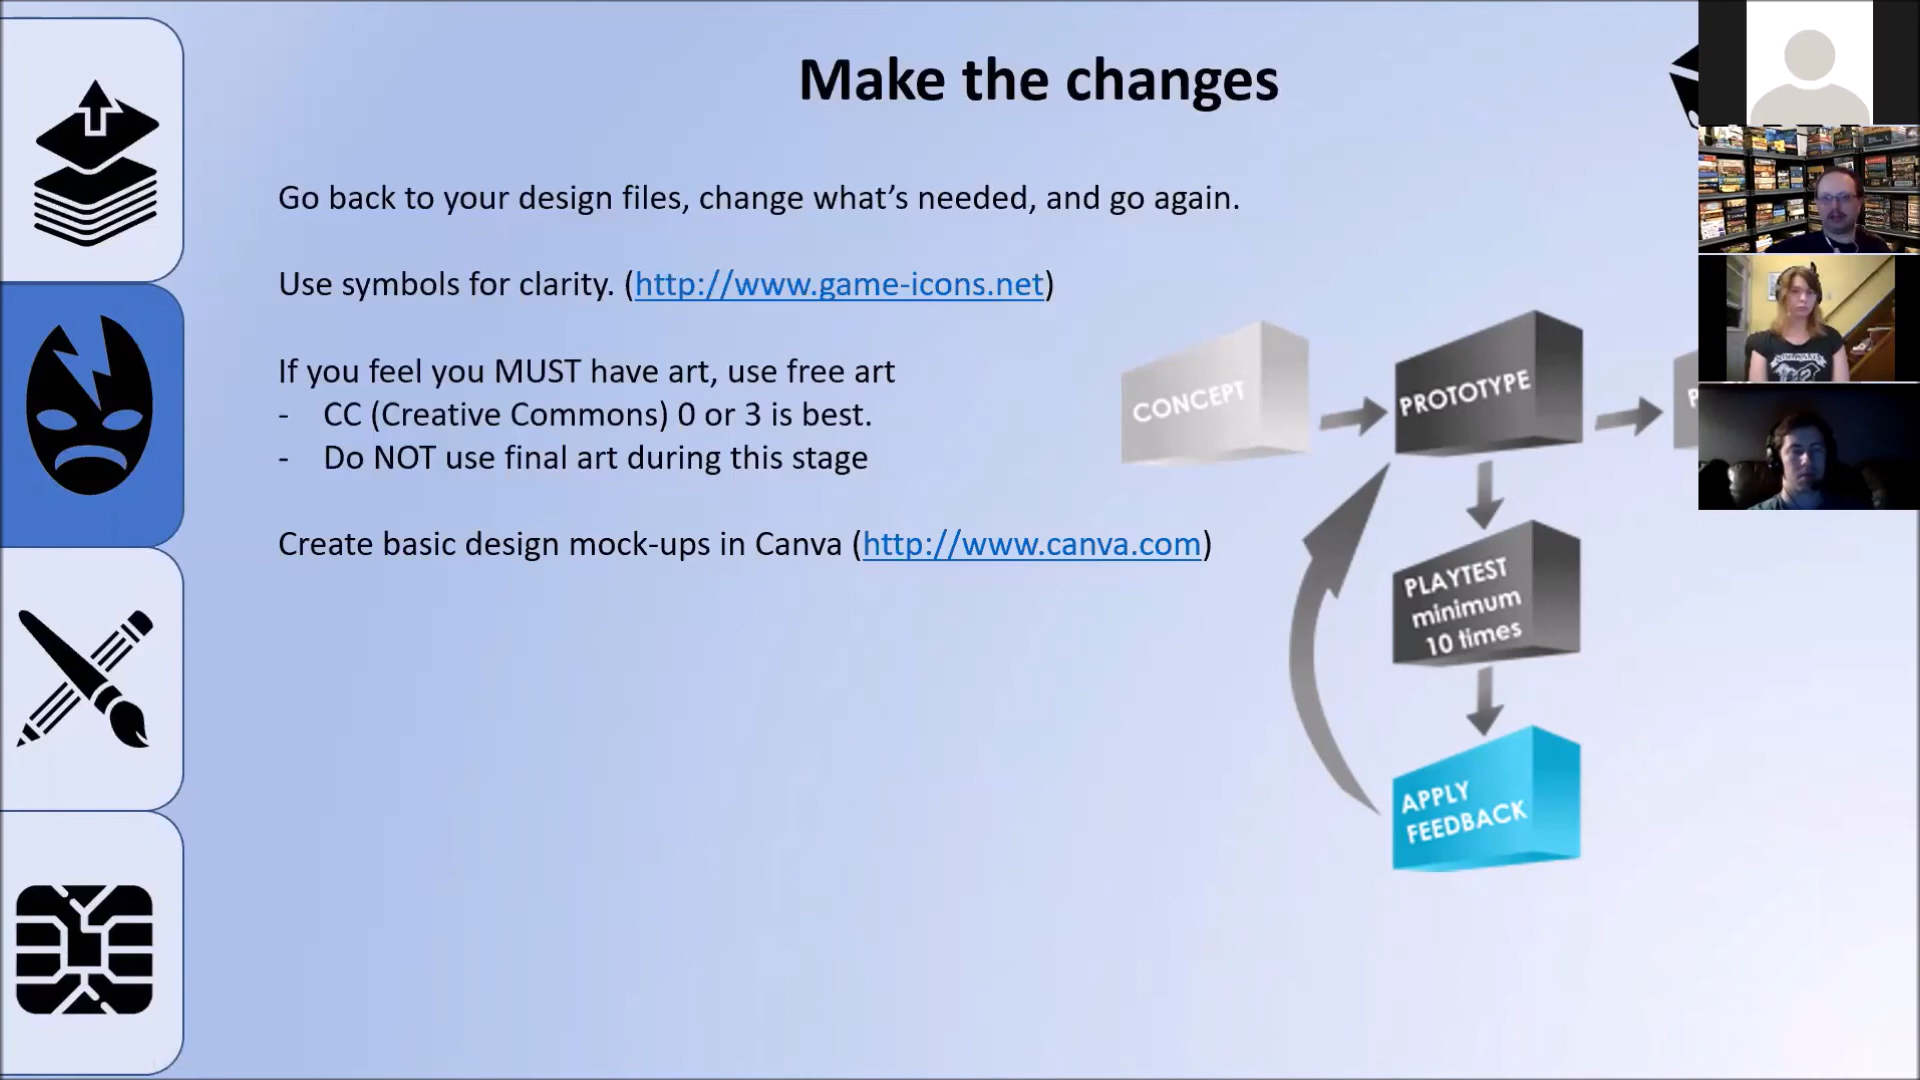 Make the changes
Go back to your design files, change what’s needed, and go again.
Use symbols for clarity. (http://www.game-icons.net)
If you feel you MUST have art, use free art
- CC (Creative Commons) 0 or 3 is best.
- Do NOT use final art during this stage
Create basic design mock-ups in Canva (http://www.canva.com)
CONCEPT
PROTOTYPE
PLAYTEST
minimum
10 times
APPLY
FEEDBACK